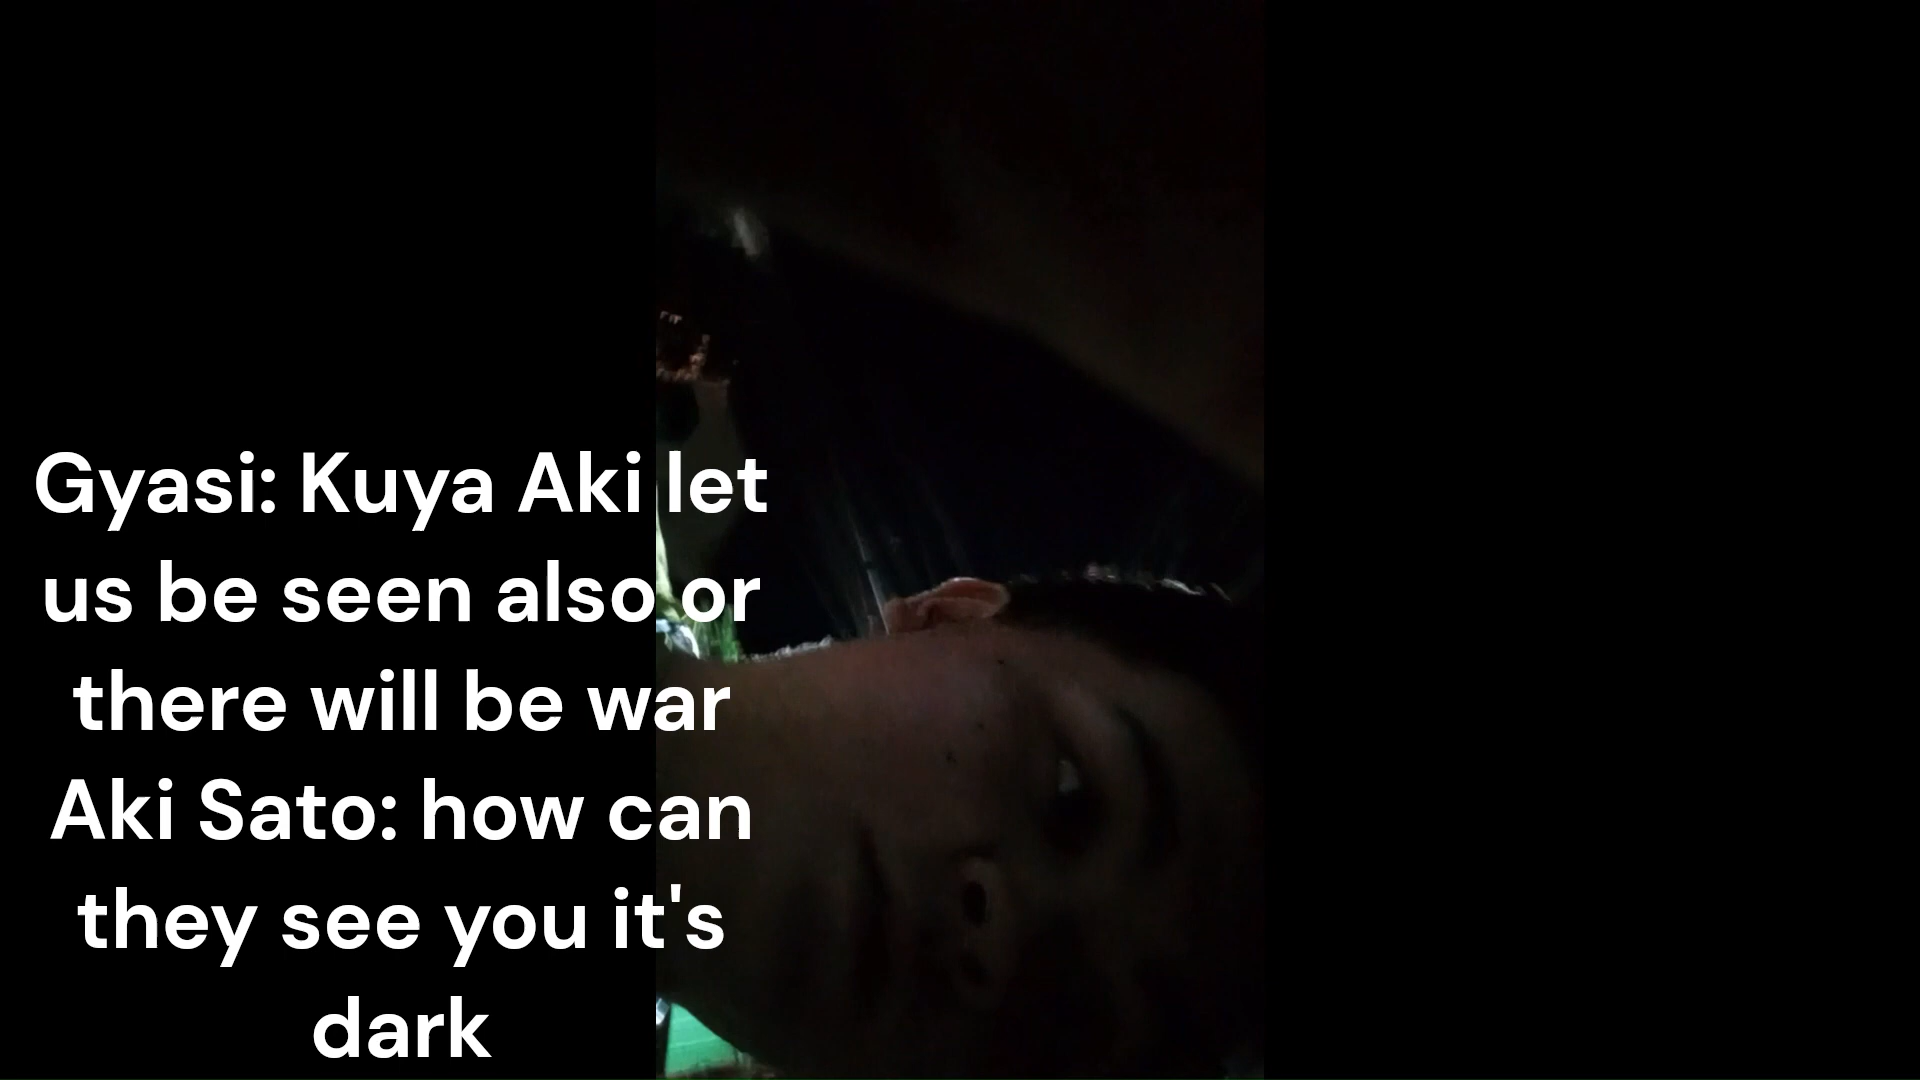 Gyasi: Kuya Aki let
us be seen also or
there will be war
Aki Sato: how can
they see you it's
dark